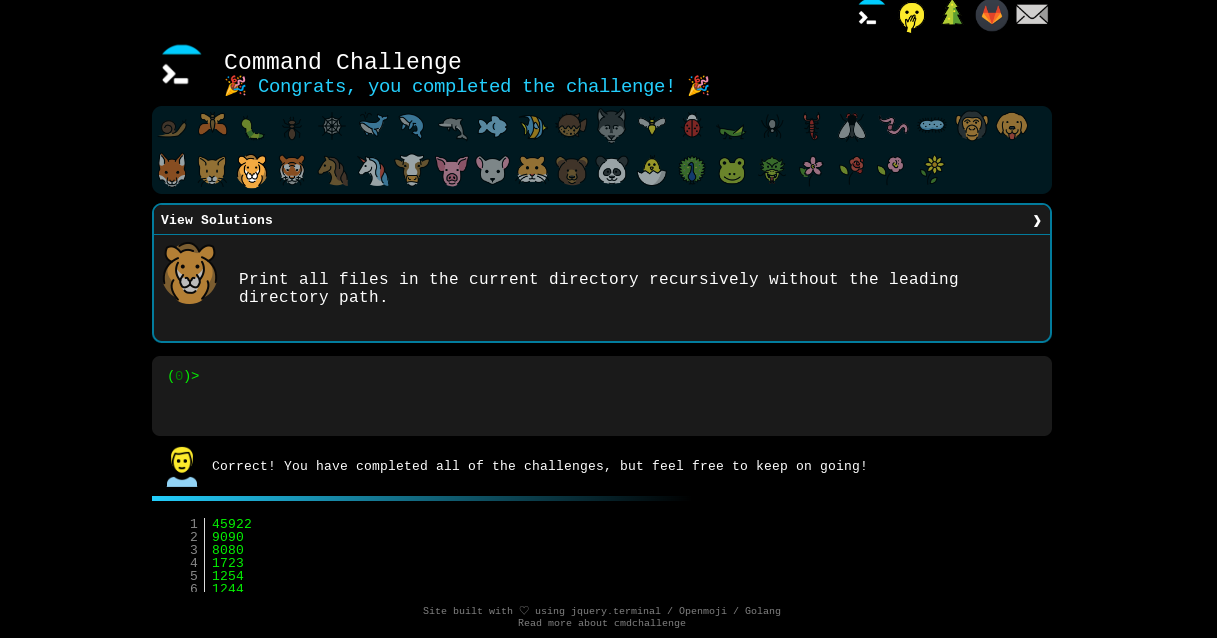 Command Challenge
🎉 Congrats, you completed the challenge! 🎉
View Solutions ❯
Print all files in the current directory recursively without the leading
directory path.
(0)>
Correct! You have completed all of the challenges, but feel free to keep on going!
1 45922
2 9090
3 8080
4 1723
5 1254
6 1244
Site built with ♡ using jquery.terminal / Openmoji / Golang
Read more about cmdchallenge